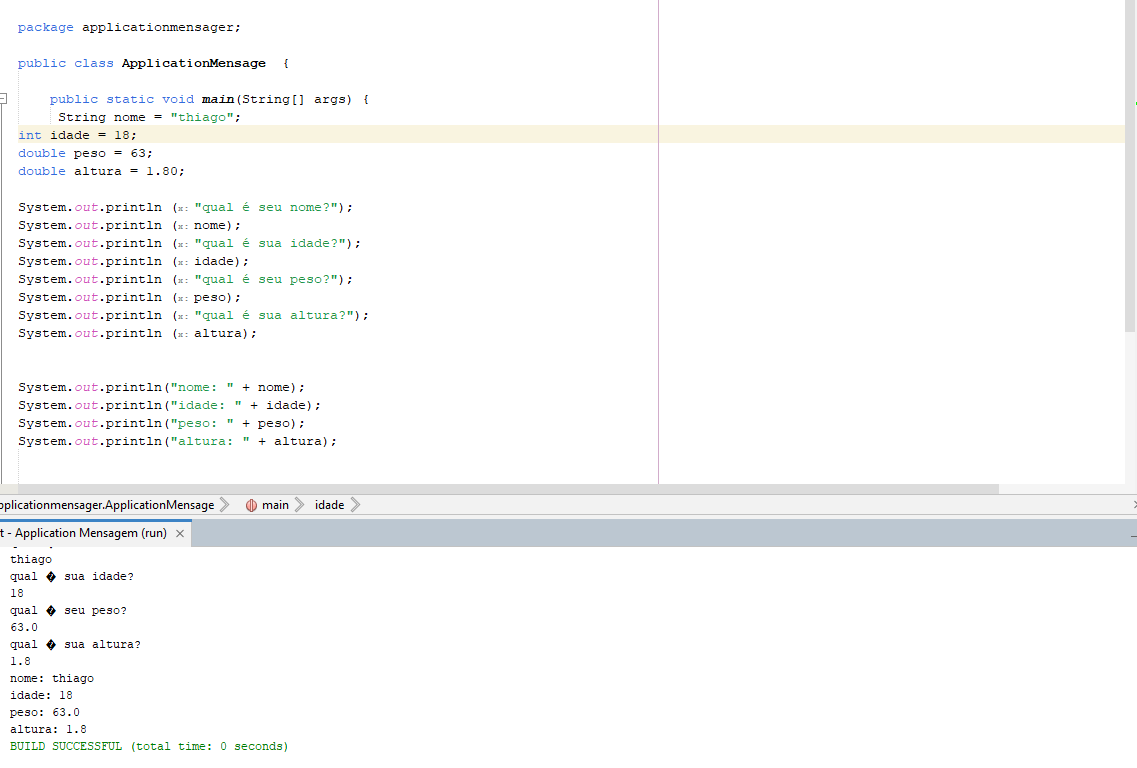 package applicationmensager;
public class ApplicationMensage {
public static void main(String[] args) {
String nome = "thiago";
int idade = 18;
double peso = 63;
double altura = 1.80;
System.out.println (x: "qual é seu nome?");
System.out.println (x: nome);
System.out.println (x: "qual é sua idade?");
System.out.println (x: idade);
System.out.println (x: "qual é seu peso?");
System.out.println (x: peso);
System.out.println (x: "qual é sua altura?");
System.out.println (x: altura);
System.out.println("nome: " + nome);
System.out.println("idade: " + idade);
System.out.println("peso: " + peso);
System.out.println("altura: " + altura);
pplicationmensager.ApplicationMensage main idade
t - Application Mensagem (run) ×
thiago
qual � sua idade?
18
qual � seu peso?
63.0
qual � sua altura?
1.8
nome: thiago
idade: 18
peso: 63.0
altura: 1.8
BUILD SUCCESSFUL (total time: 0 seconds)